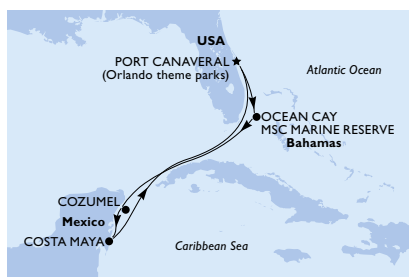 USA
PORT CANAVERAL
(Orlando theme parks)
Atlantic Ocean
OCEAN CAY
MSC MARINE RESERVE
Bahamas
COZUMEL
Mexico
COSTA MAYA
Caribbean Sea